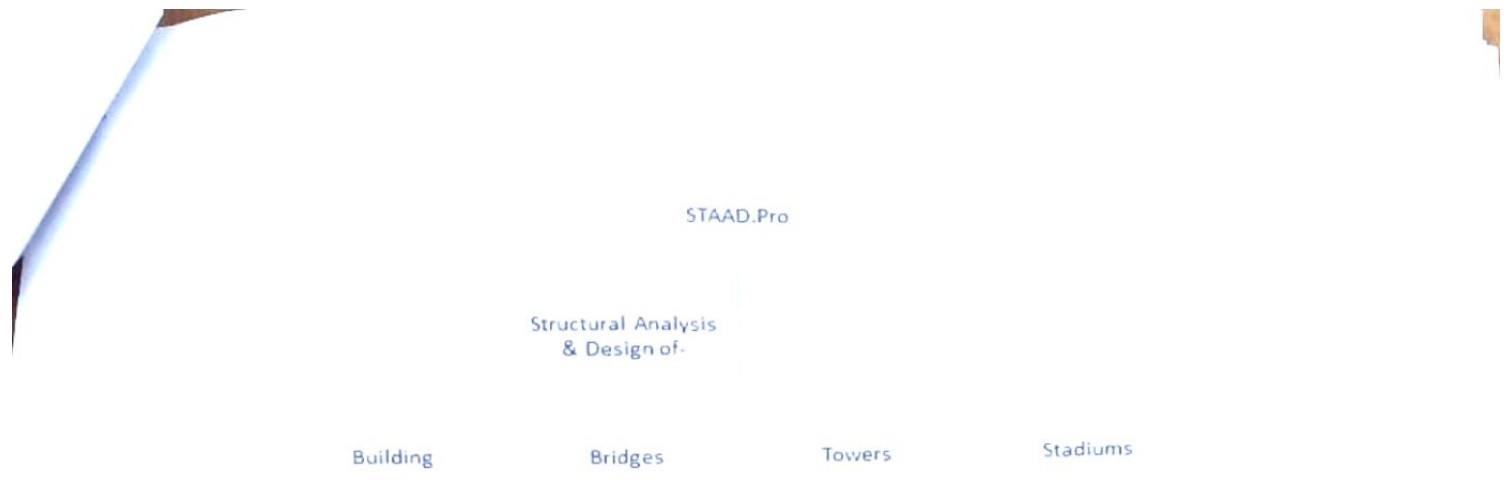 STAAD.Pro
Structural Analysis
& Design of-
Building Bridges Towers Stadiums